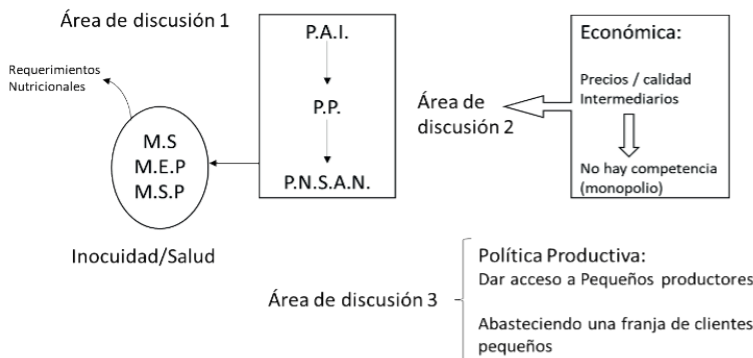 Área de discusión 1
P.A.I.
P.P.
P.N.S.A.N.
Requerimientos
Nutricionales
M.S
M.E.P
M.S.P
Inocuidad/Salud
Área de
discusión 2
Económica:
Precios / calidad
Intermediarios
No hay competencia
(monopolio)
Área de discusión 3
Política Productiva:
Dar acceso a Pequeños productores
Abasteciendo una franja de clientes
pequeños